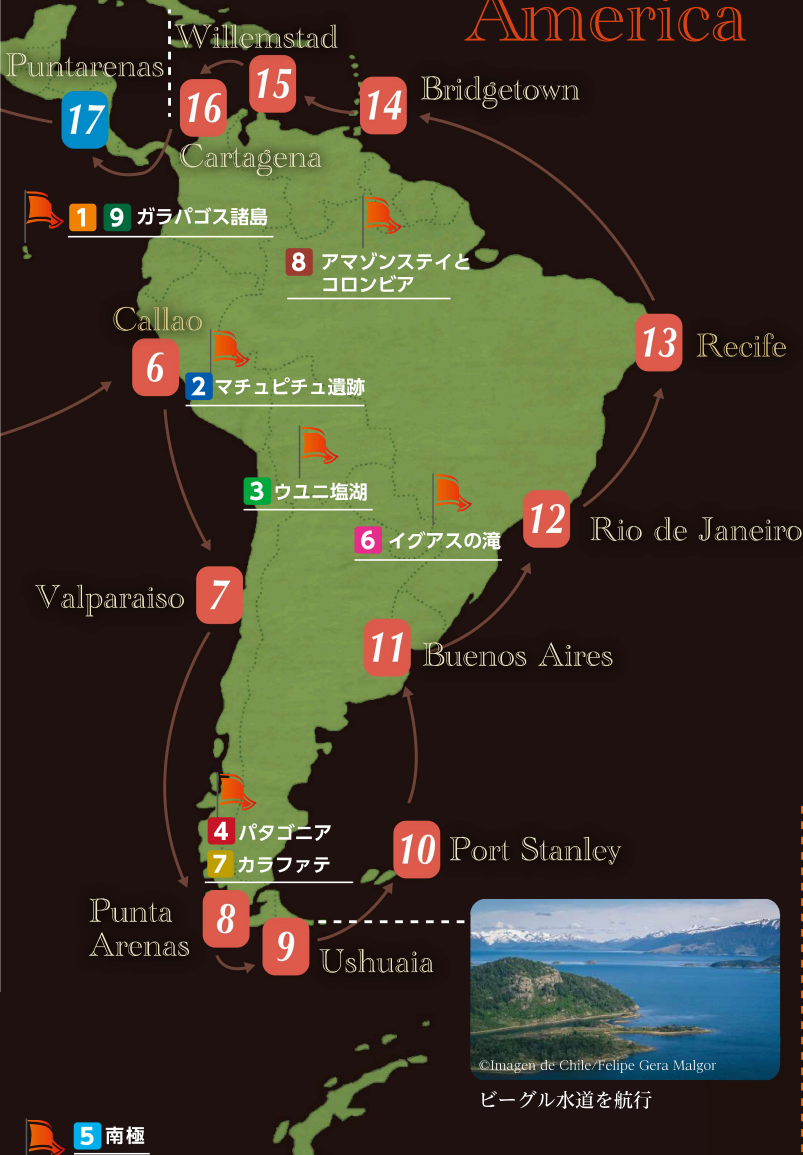 America
Willemstad
Puntarenas
15
16
14
Bridgetown
17
Cartagena
1 9 ガラパゴス諸島
8 アマゾンステイと
コロンビア
Callao
6
13
Recife
2 マチュピチュ遺跡
3 ウユニ塩湖
12
Rio de Janeiro
6 イグアスの滝
Valparaiso
7
11
Buenos Aires
4 パタゴニア
7 カラファテ
10
Port Stanley
Punta
Arenas
8
9
Ushuaia
©Imagen de Chile/Felipe Gera Malgor
ビーグル水道を航行
5 南極